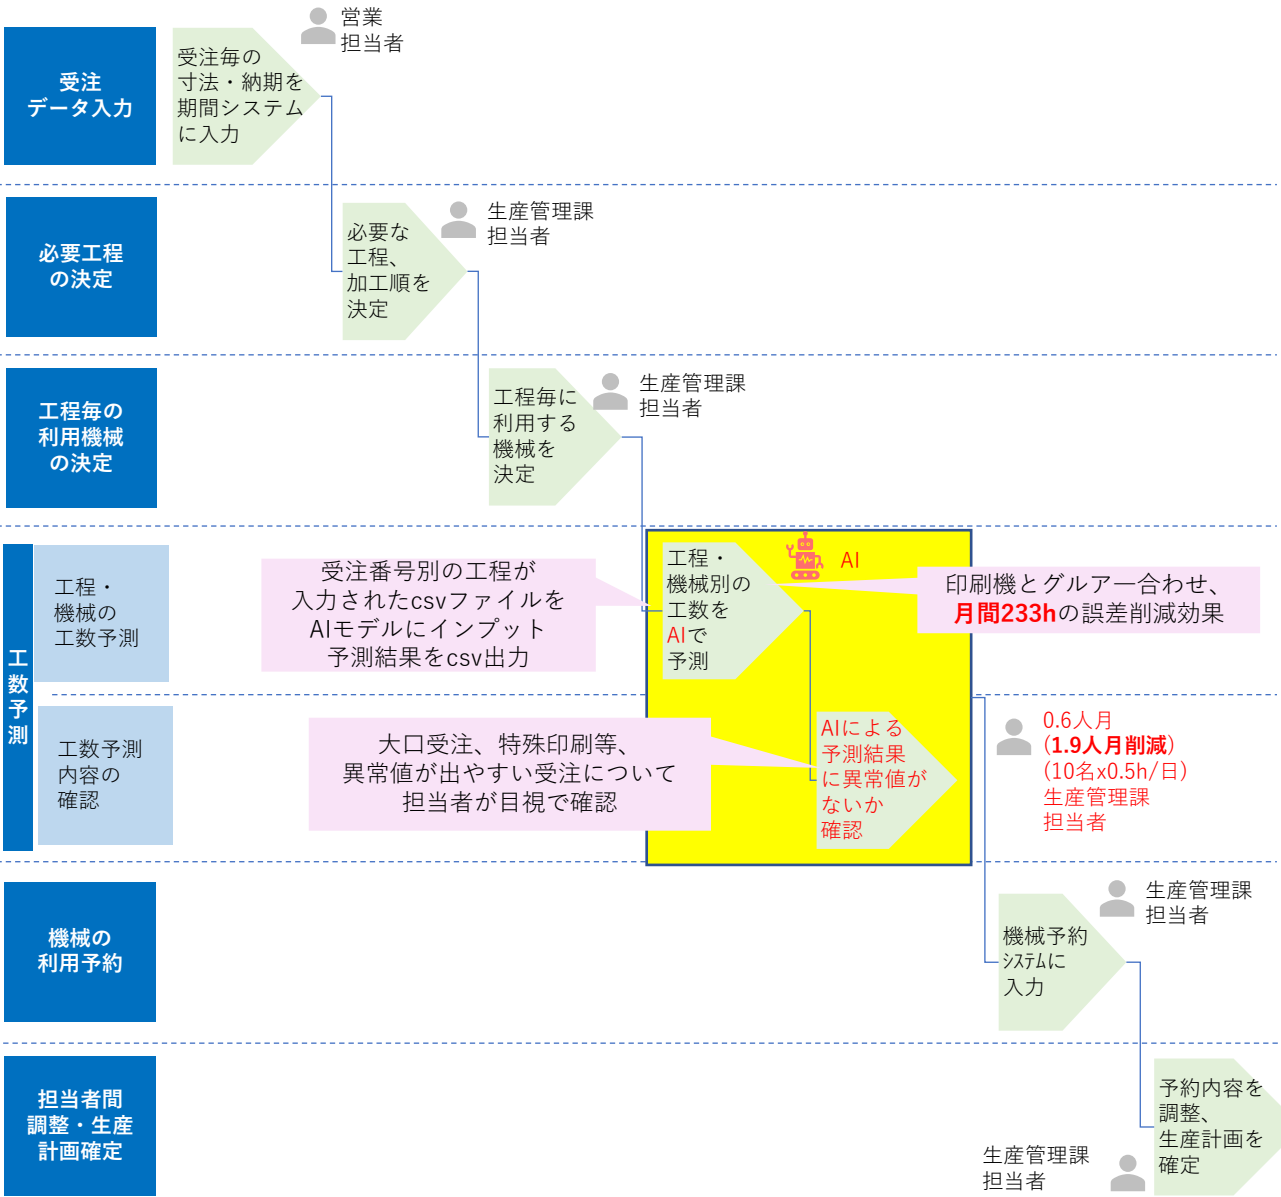 営業
担当者
受注
データ入力
受注毎の
寸法・納期を
期間システム
に入力
必要工程
の決定
必要な
工程、
加工順を
決定
生産管理課
担当者
工程毎の
利用機械
の決定
工程毎に
利用する
機械を
決定
生産管理課
担当者
工数予測
工程・
機械の
工数予測
受注番号別の工程が
入力されたcsvファイルを
AIモデルにインプット
予測結果をcsv出力
工程・
機械別の
工数を
AIで
予測
AI
印刷機とグルアー合わせ、
月間233hの誤差削減効果
工数予測
内容の
確認
大口受注、特殊印刷等、
異常値が出やすい受注について
担当者が目視で確認
AIによる
予測結果
に異常値が
ないか
確認
0.6人月
(1.9人月削減)
(10名x0.5h/日)
生産管理課
担当者
機械の
利用予約
機械予約
ｼｽﾃﾑに
入力
生産管理課
担当者
担当者間
調整・生産
計画確定
生産管理課
担当者
予約内容を
調整、
生産計画を
確定